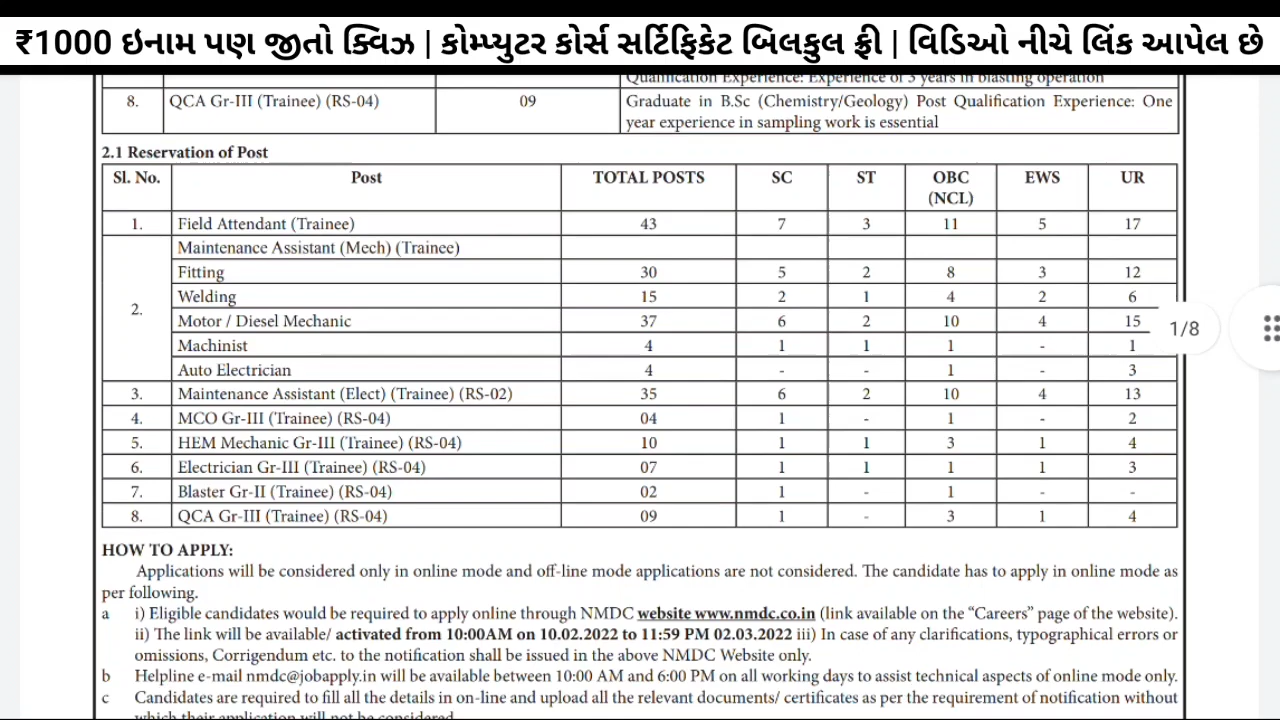 ₹1000 ઇનામ પણ જીતો ક્વિઝ | કોમ્પ્યુટર કોર્સ સર્ટિફિકેટ બિલકુલ ફ્રી | વિડિઓ નીચે લિંક આપેલ છે
Qualification Experience: Experience of 3 years in blasting operation
8. QCA Gr-III (Trainee) (RS-04) 09 Graduate in B.Sc (Chemistry/Geology) Post Qualification Experience: One
year experience in sampling work is essential
2.1 Reservation of Post
Sl. No. Post TOTAL POSTS SC ST OBC EWS UR
(NCL)
1. Field Attendant (Trainee) 43 7 3 11 5 17
2. Maintenance Assistant (Mech) (Trainee)
Fitting 30 5 2 8 3 12
Welding 15 2 1 4 2 6
Motor / Diesel Mechanic 37 6 2 10 4 15
1/8
Machinist 4 1 1 1 - 1
Auto Electrician 4 - - 1 3
3. Maintenance Assistant (Elect) (Trainee) (RS-02) 35 6 2 10 4 13
4. MCO Gr-III (Trainee) (RS-04) 04 1 - 1 - 2
5. HEM Mechanic Gr-III (Trainee) (RS-04) 10 1 1 3 1 4
6. Electrician Gr-III (Trainee) (RS-04) 07 1 1 1 1 3
7. Blaster Gr-II (Trainee) (RS-04) 02 1 - 1 - -
8. QCA Gr-III (Trainee) (RS-04) 09 1 - 3 1 4
HOW TO APPLY:
Applications will be considered only in online mode and off-line mode applications are not considered. The candidate has to apply in online mode as
per following.
a i) Eligible candidates would be required to apply online through NMDC website www.nmdc.co.in (link available on the “Careers” page of the website).
ii) The link will be available/ activated from 10:00AM on 10.02.2022 to 11:59 PM 02.03.2022 iii) In case of any clarifications, typographical errors or
omissions, Corrigendum etc. to the notification shall be issued in the above NMDC Website only.
b Helpline e-mail nmdc@jobapply.in will be available between 10:00 AM and 6:00 PM on all working days to assist technical aspects of online mode only.
c Candidates are required to fill all the details in on-line and upload all the relevant documents/ certificates as per the requirement of notification without
which their application will not be considered.